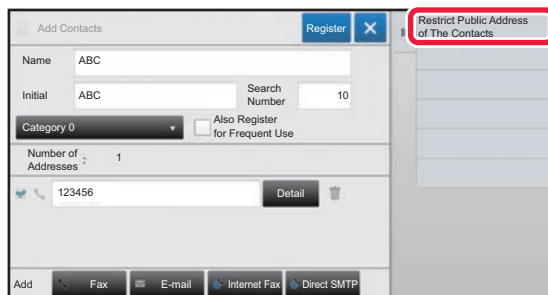 Add Contacts
Register
Restrict Public Address
of The Contacts
Name
ABC
Initial
ABC
Search
Number
10
Category 0
Also Register
for Frequent Use
Number of
Addresses
:
1
123456
Detail
Add
Fax
E-mail
Internet Fax
Direct SMTP